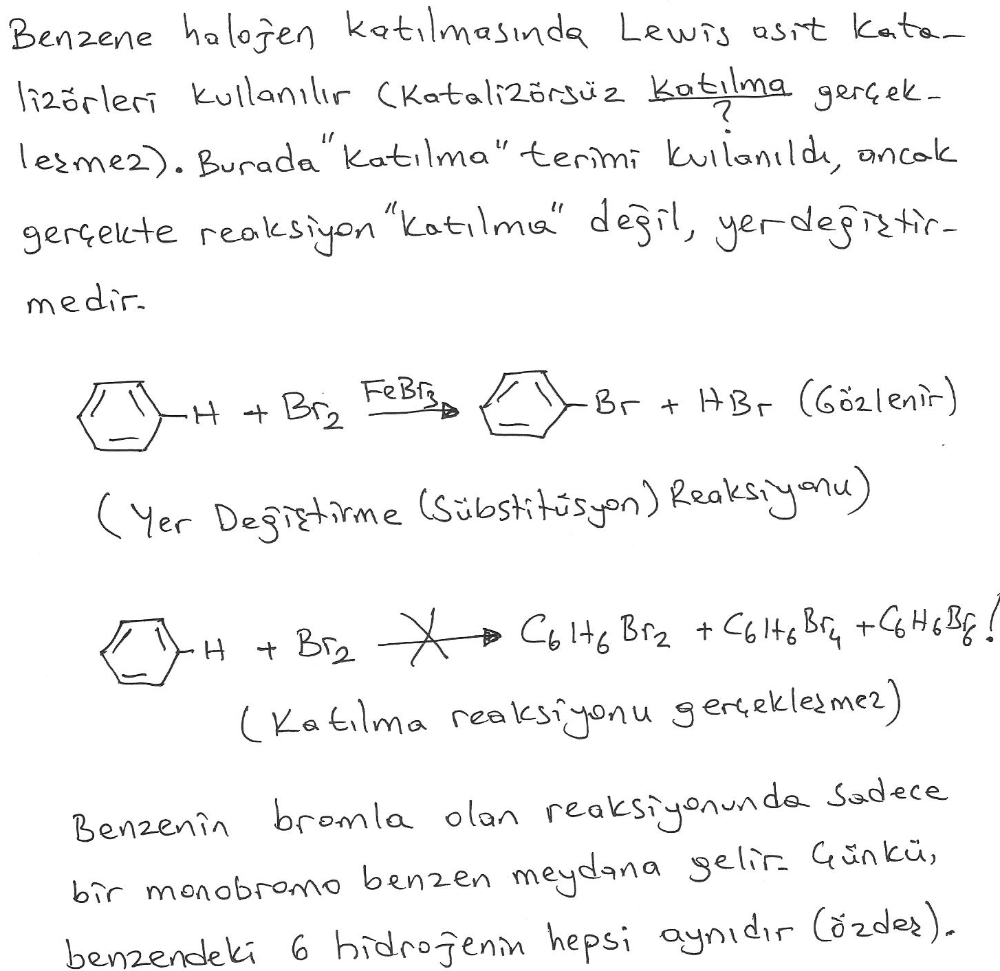 Benzene halojen katılmasında Lewis asit kata-
lizörleri kullanılır (Katalizörsüz katılma gerçek-
?
leşmez). Burada "katılma" terimi kullanıldı, ancak
gerçekte reaksiyon "katılma" değil, yer değiştir-
medir.
H + Br2 FeBr3 Br + HBr (Gözlenir)
(Yer Değiştirme (Sübstitüsyon) Reaksiyonu)
H + Br2 C6H6Br2 + C6H6Br4 + C6H6Br6!
(Katılma reaksiyonu gerçekleşmez)
Benzenin bromla olan reaksiyonunda sadece
bir monobromo benzen meydana gelir. Çünkü,
benzendeki 6 hidrojenin hepsi aynıdır (özdeş).